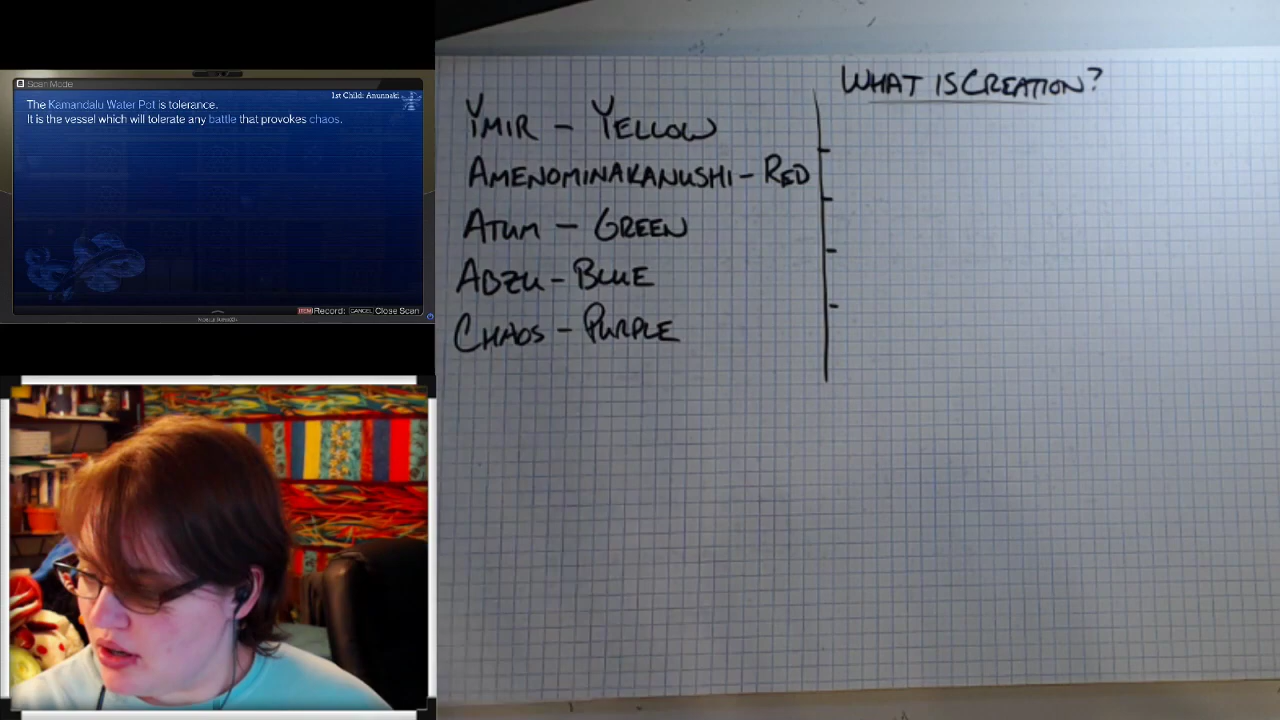 Scan Mode
1st Child: Anunnaki
The Kamandalu Water Pot is tolerance.
It is the vessel which will tolerate any battle that provokes chaos.
ITEM Record: CANCEL Close Scan
WHAT IS CREATION?
YMIR - YELLOW
AMENOMINAKANUSHI - RED
ATUM - GREEN
ABZU - BLUE
CHAOS - PURPLE